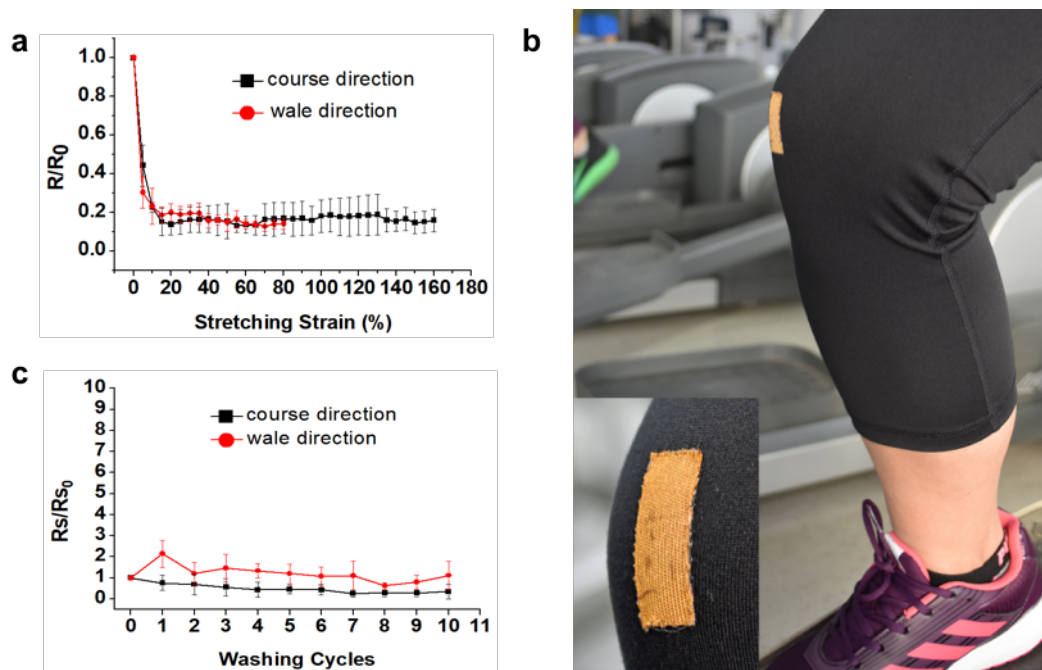 a
1.0
0.8
0.6
0.4
0.2
0.0
R/R0
course direction
wale direction
0 20 40 60 80 100 120 140 160 180
Stretching Strain (%)
b
c
10
9
8
7
6
5
4
3
2
1
0
Rs/Rs0
course direction
wale direction
0 1 2 3 4 5 6 7 8 9 10 11
Washing Cycles